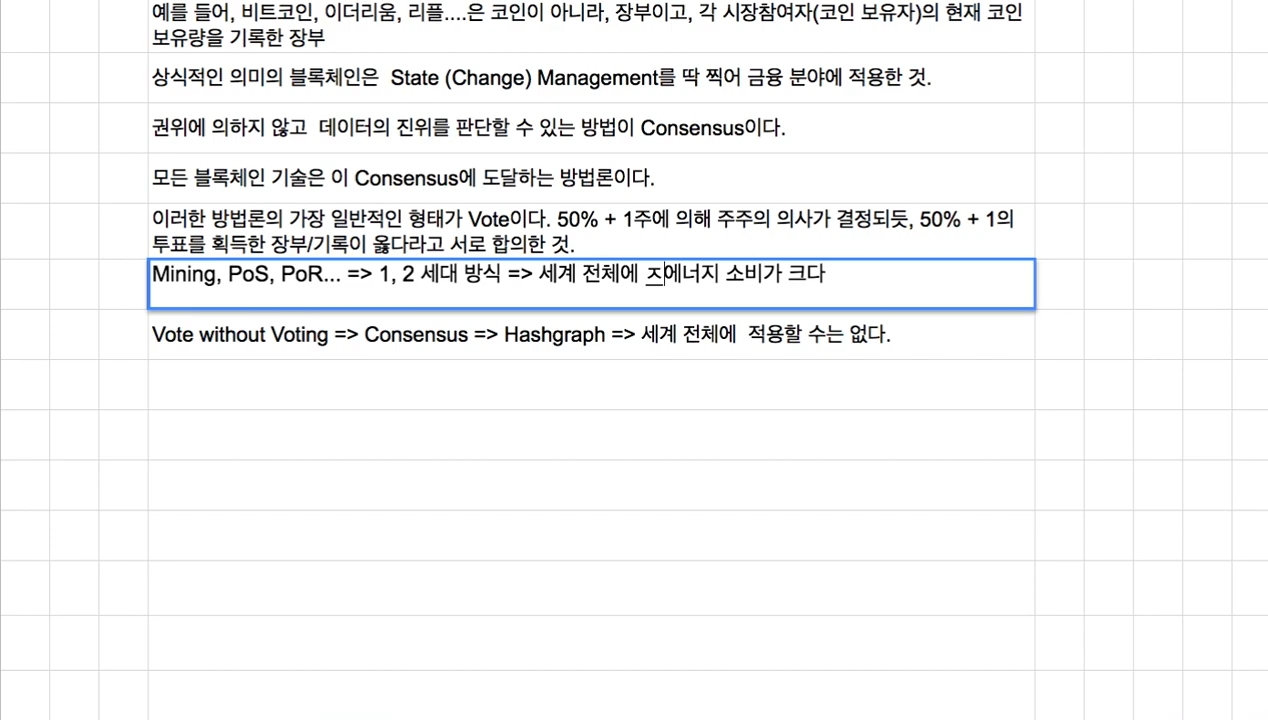 예를 들어, 비트코인, 이더리움, 리플....은 코인이 아니라, 장부이고, 각 시장참여자(코인 보유자)의 현재 코인
보유량을 기록한 장부
상식적인 의미의 블록체인은  State (Change) Management를 딱 찍어 금융 분야에 적용한 것.
권위에 의하지 않고  데이터의 진위를 판단할 수 있는 방법이 Consensus이다.
모든 블록체인 기술은 이 Consensus에 도달하는 방법론이다.
이러한 방법론의 가장 일반적인 형태가 Vote이다. 50% + 1주에 의해 주주의 의사가 결정되듯, 50% + 1의
투표를 획득한 장부/기록이 옳다라고 서로 합의한 것.
Mining, PoS, PoR... => 1, 2 세대 방식 => 세계 전체에 ㅈ에너지 소비가 크다
Vote without Voting => Consensus => Hashgraph => 세계 전체에  적용할 수는 없다.